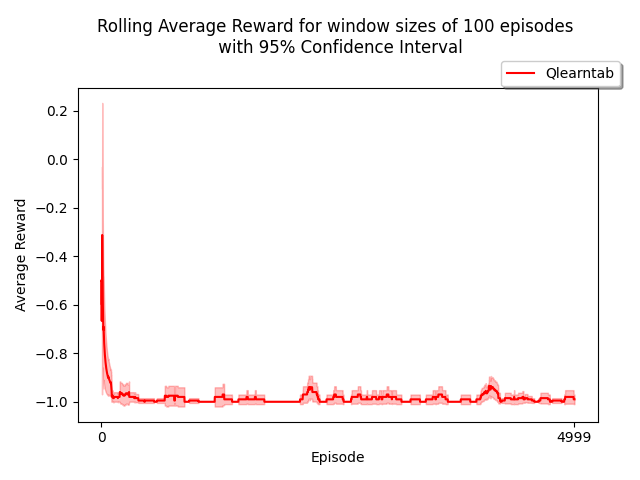 Rolling Average Reward for window sizes of 100 episodes
with 95% Confidence Interval
Qlearntab
0.2
0.0
−0.2
−0.4
−0.6
−0.8
−1.0
Average Reward
0
4999
Episode